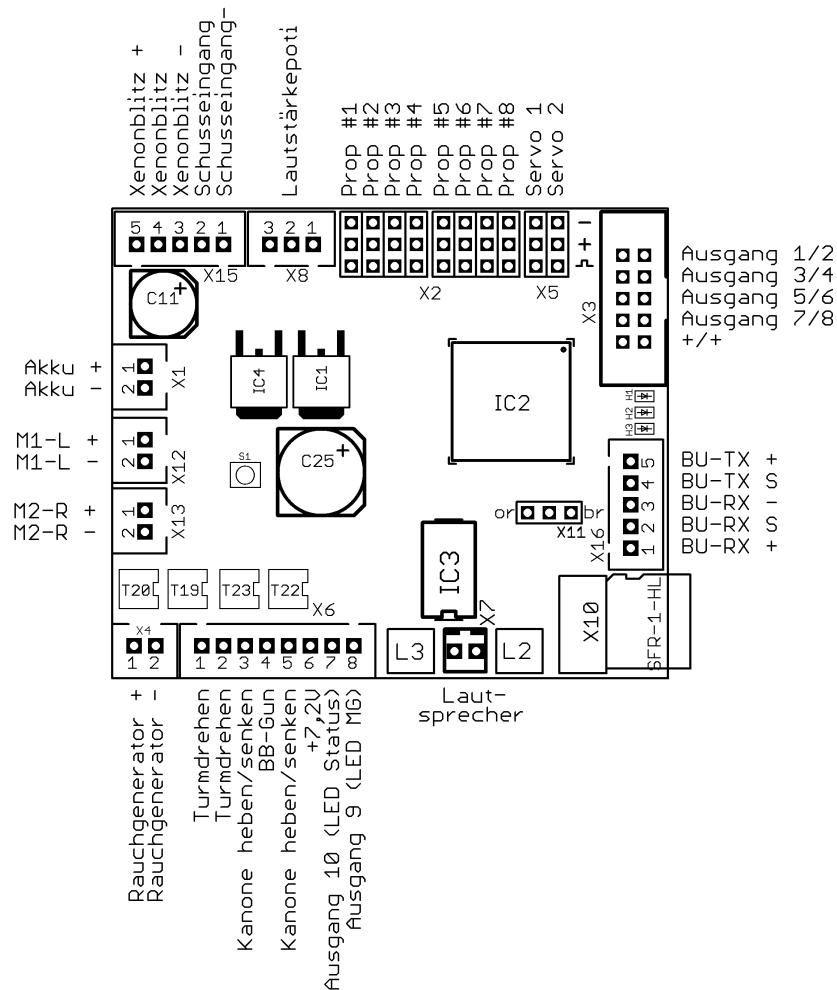 Xenonblitz +
Xenonblitz
Xenonblitz -
Schusseingang
Schusseingang-
Lautstärkepoti
Prop #1
Prop #2
Prop #3
Prop #4
Prop #5
Prop #6
Prop #7
Prop #8
Servo 1
Servo 2
5 4 3 2 1
X15
3 2 1
X8
X2
X5
-
+
X3
Ausgang 1/2
Ausgang 3/4
Ausgang 5/6
Ausgang 7/8
+/+
C11
Akku +
Akku -
1
2
X1
IC4
IC1
IC2
H1
H2
H3
M1-L +
M1-L -
1
2
X12
S1
C25
BU-TX +
BU-TX S
BU-RX -
BU-RX S
BU-RX +
5
4
3
2
1
X16
M2-R +
M2-R -
1
2
X13
or
br
X11
IC3
T20
T19
T23
T22
X6
X7
X10
SFR-1-HL
X4
1 2
1 2 3 4 5 6 7 8
L3
L2
Laut-
sprecher
Rauchgenerator +
Rauchgenerator -
Turmdrehen
Turmdrehen
Kanone heben/senken
BB-Gun
Kanone heben/senken
+7,2V
Ausgang 10 (LED Status)
Ausgang 9 (LED MG)